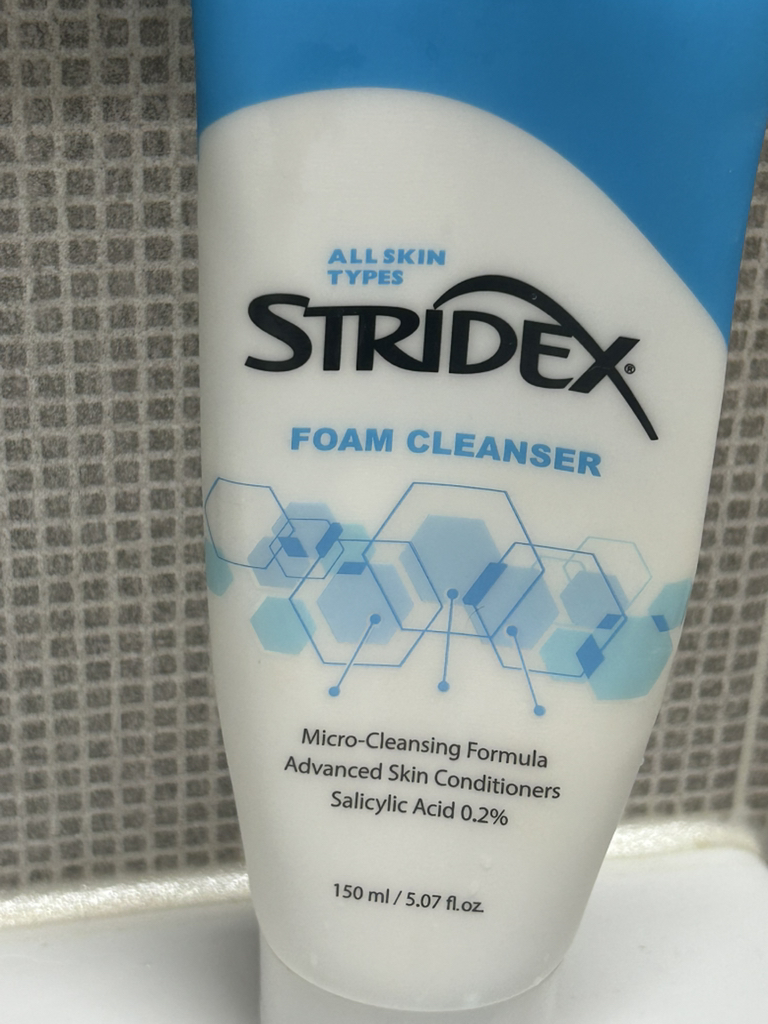 ALL SKIN
TYPES
STRIDEX®
FOAM CLEANSER
Micro-Cleansing Formula
Advanced Skin Conditioners
Salicylic Acid 0.2%
150 ml / 5.07 fl.oz.